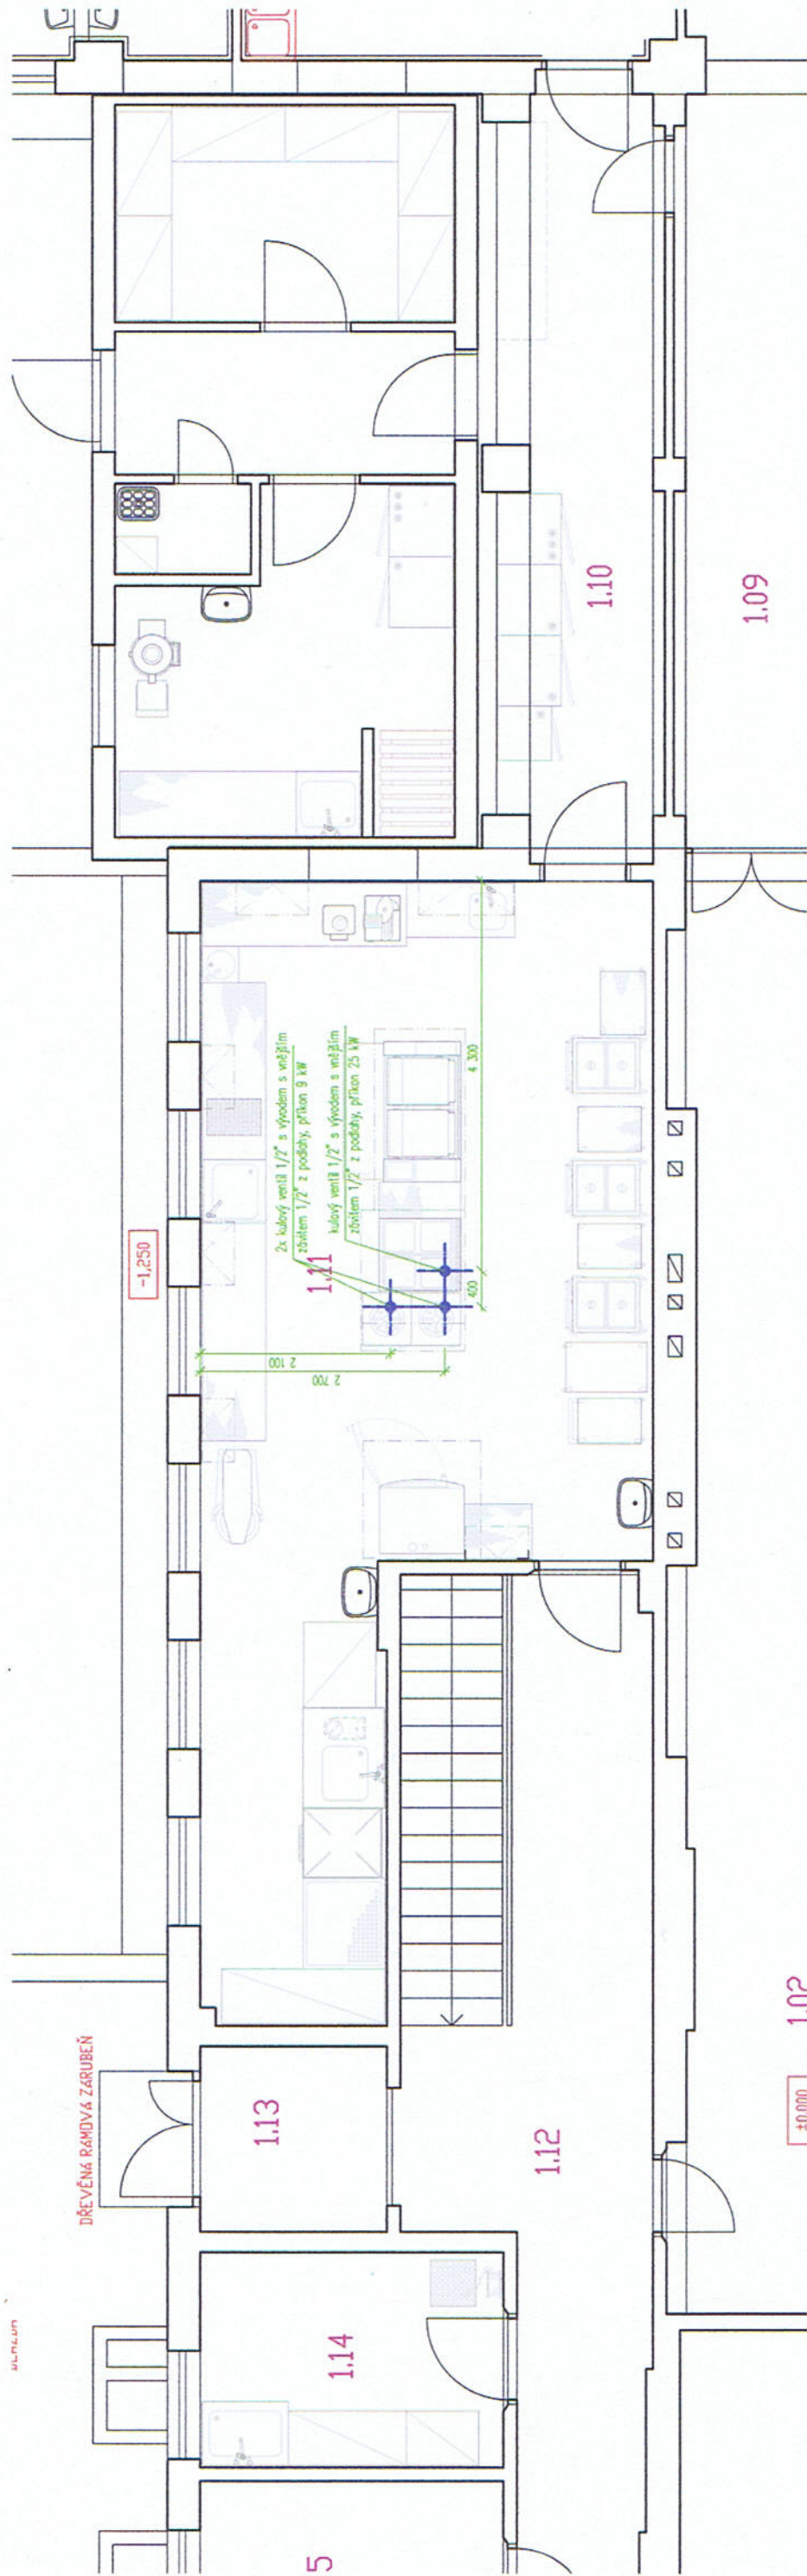 1.10
1.09
2x kulový ventil 1/2" s vývodem s vnějším
závitem 1/2" z podlahy, příkon 9 kW
kulový ventil 1/2" s vývodem s vnějším
závitem 1/2" z podlahy, příkon 25 kW
4 300
400
-1,250
1.11
2 100
2 700
DŘEVĚNÁ RÁMOVÁ ZÁRUBEŇ
1.13
1.12
1.02
±0,000
1.14
5